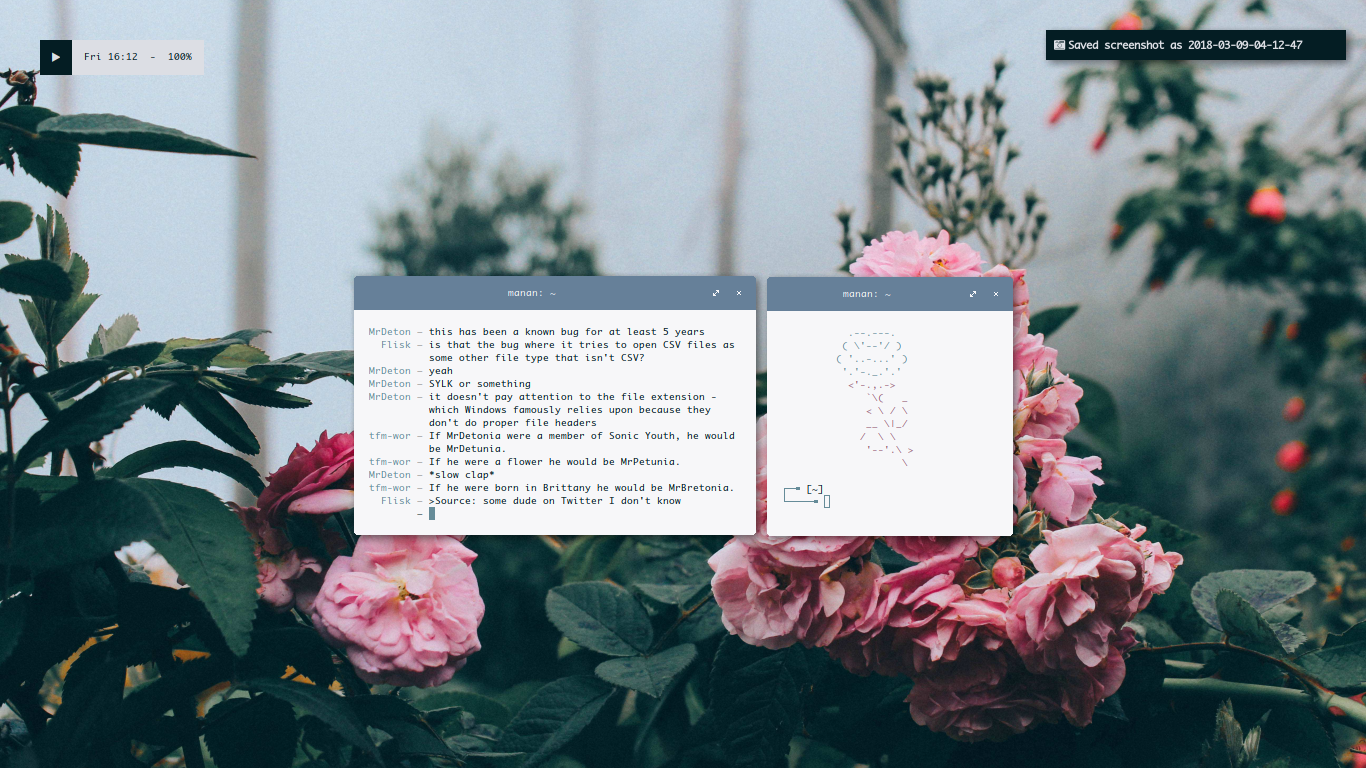 Fri 16:12  -  100%
Saved screenshot as 2018-03-09-04-12-47
manan: ~
MrDeton – this has been a known bug for at least 5 years
Flisk – is that the bug where it tries to open CSV files as
some other file type that isn't CSV?
MrDeton – yeah
MrDeton – SYLK or something
MrDeton – it doesn't pay attention to the file extension -
which Windows famously relies upon because they
don't do proper file headers
tfm-wor – If MrDetonia were a member of Sonic Youth, he would
be MrDetunia.
tfm-wor – If he were a flower he would be MrPetunia.
MrDeton – *slow clap*
tfm-wor – If he were born in Brittany he would be MrBretonia.
Flisk – >Source: some dude on Twitter I don't know
–
manan: ~
[~]